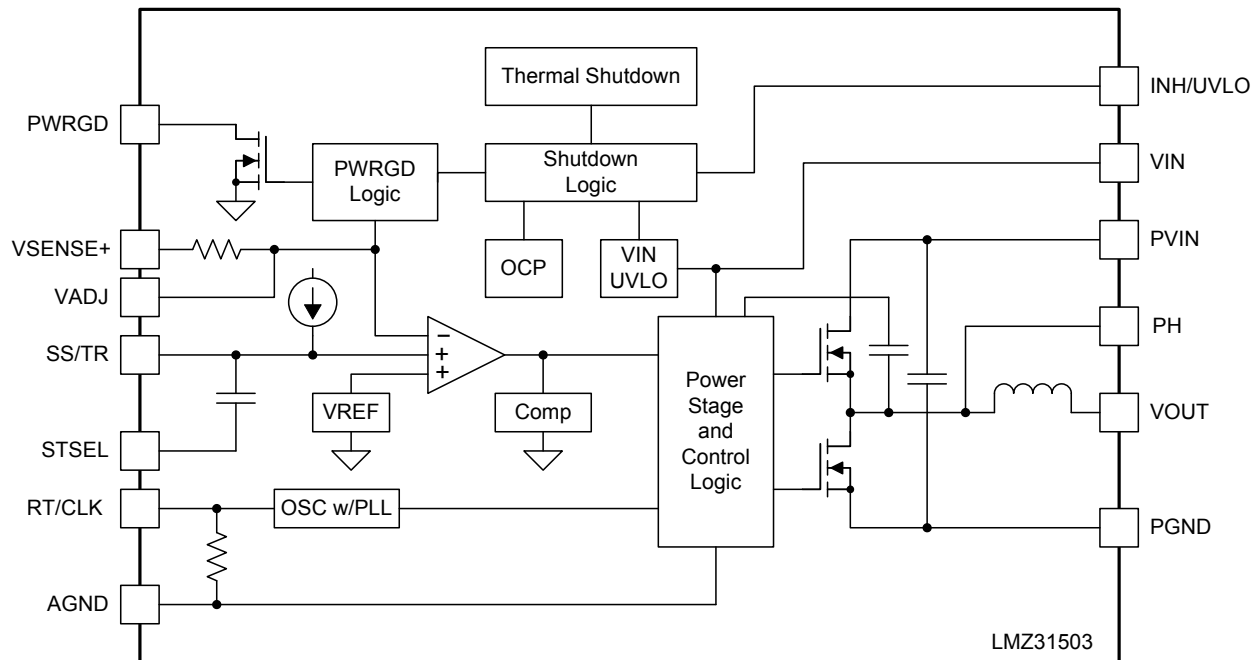 Thermal Shutdown
INH/UVLO
PWRGD
PWRGD
Logic
Shutdown
Logic
VIN
VSENSE+
OCP
VIN
UVLO
PVIN
VADJ
PH
SS/TR
−
+
+
VREF
Comp
Power
Stage
and
Control
Logic
VOUT
STSEL
RT/CLK
OSC w/PLL
PGND
AGND
LMZ31503